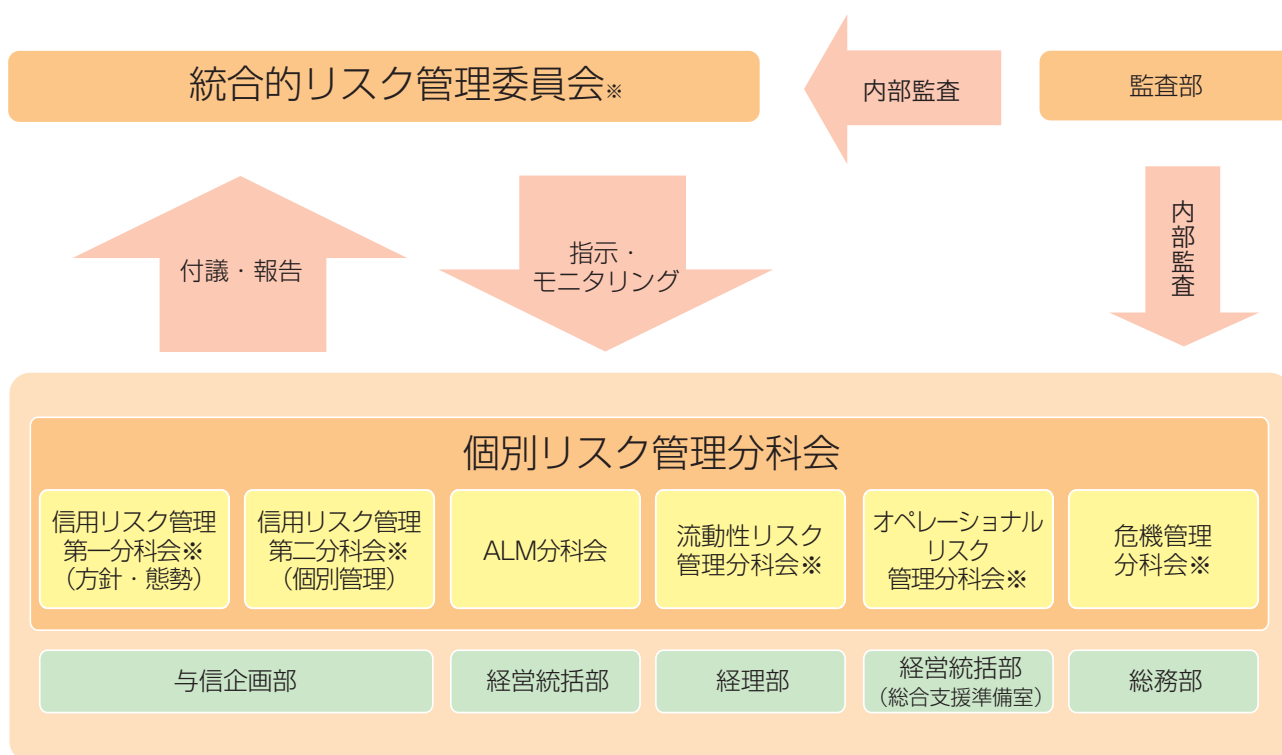 統合的リスク管理委員会※
内部監査
監査部
付議・報告
指示・
モニタリング
内部監査
個別リスク管理分科会
信用リスク管理
第一分科会※
（方針・態勢）
信用リスク管理
第二分科会※
（個別管理）
ALM分科会
流動性リスク
管理分科会※
オペレーショナル
リスク
管理分科会※
危機管理
分科会※
与信企画部
経営統括部
経理部
経営統括部
（総合支援準備室）
総務部